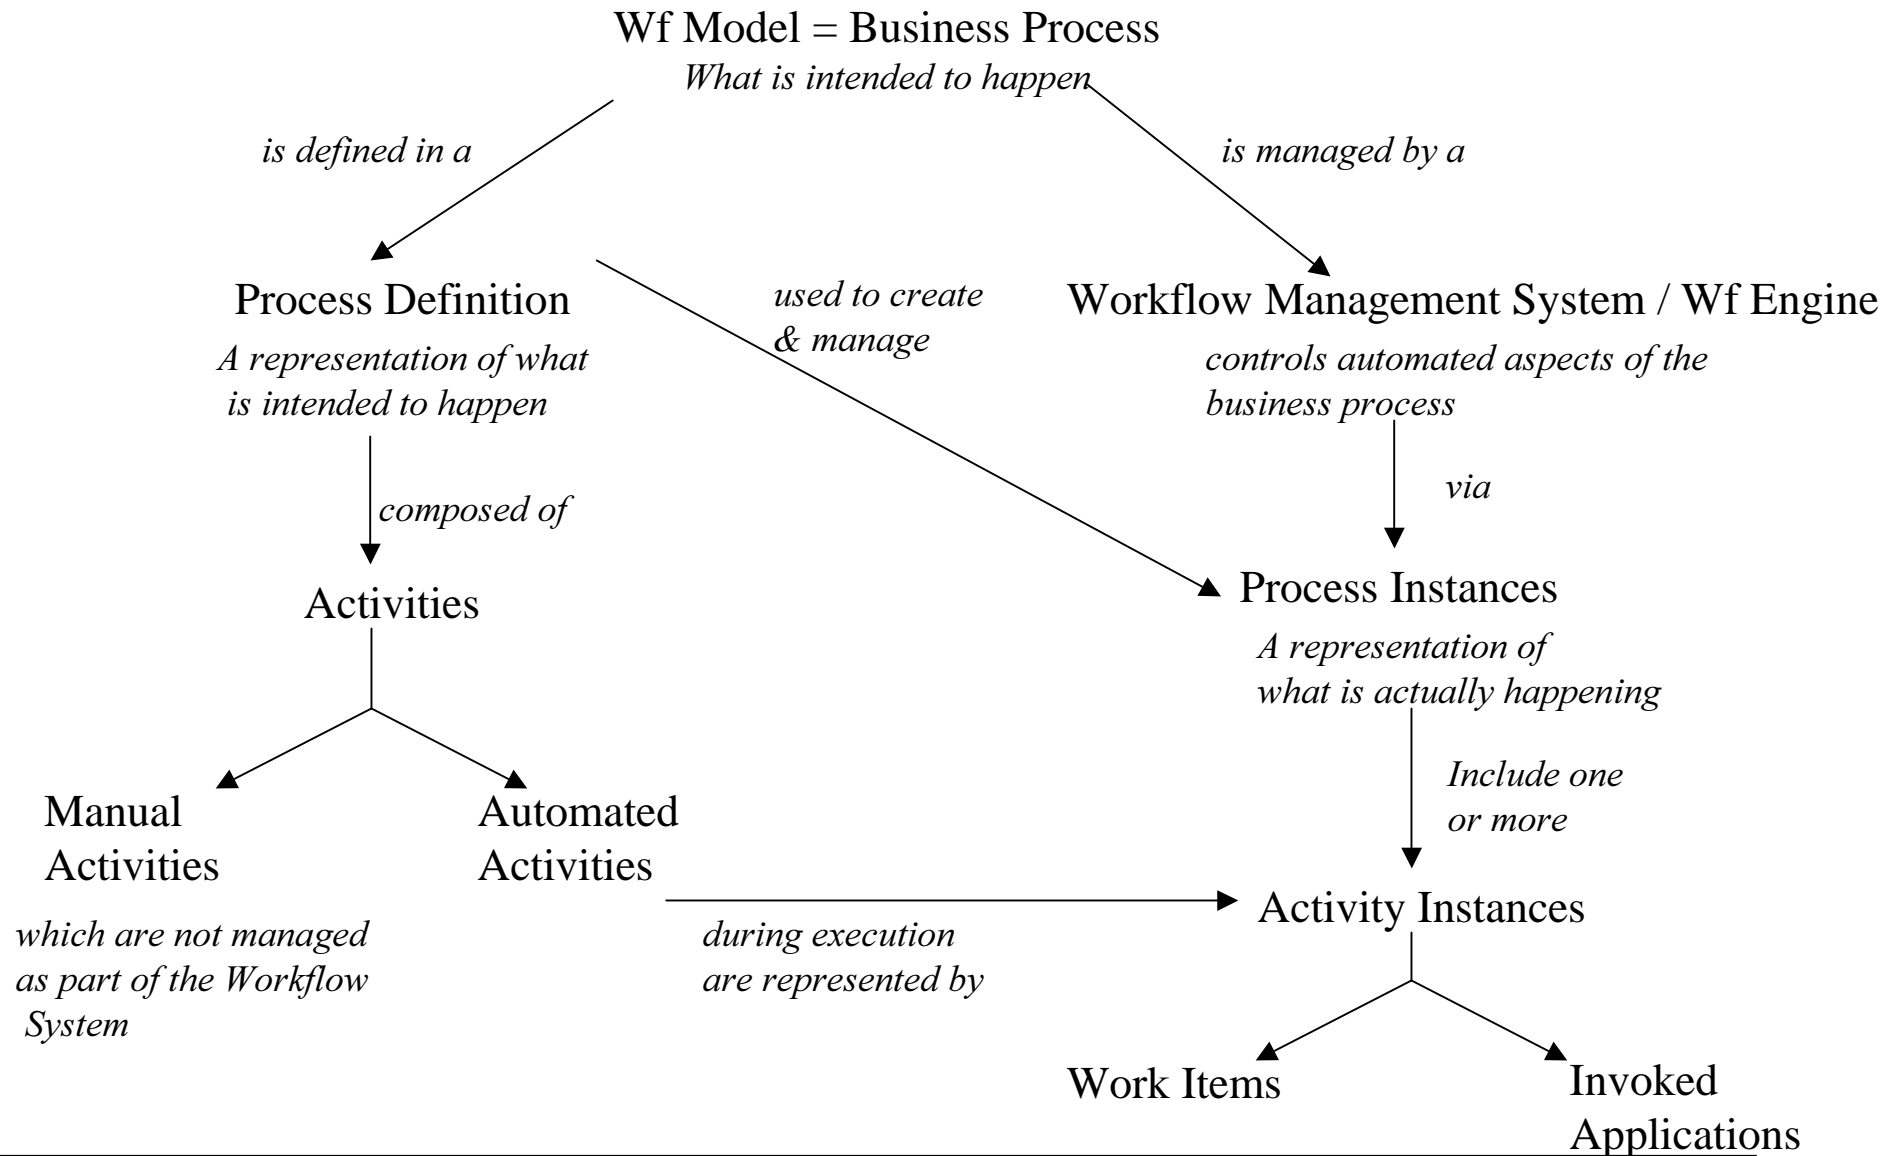 Wf Model = Business Process
What is intended to happen
is defined in a
is managed by a
Process Definition
A representation of what
is intended to happen
used to create
& manage
Workflow Management System / Wf Engine
controls automated aspects of the
business process
composed of
via
Activities
Process Instances
A representation of
what is actually happening
Include one
or more
Manual
Activities
which are not managed
as part of the Workflow
System
Automated
Activities
during execution
are represented by
Activity Instances
Work Items
Invoked
Applications